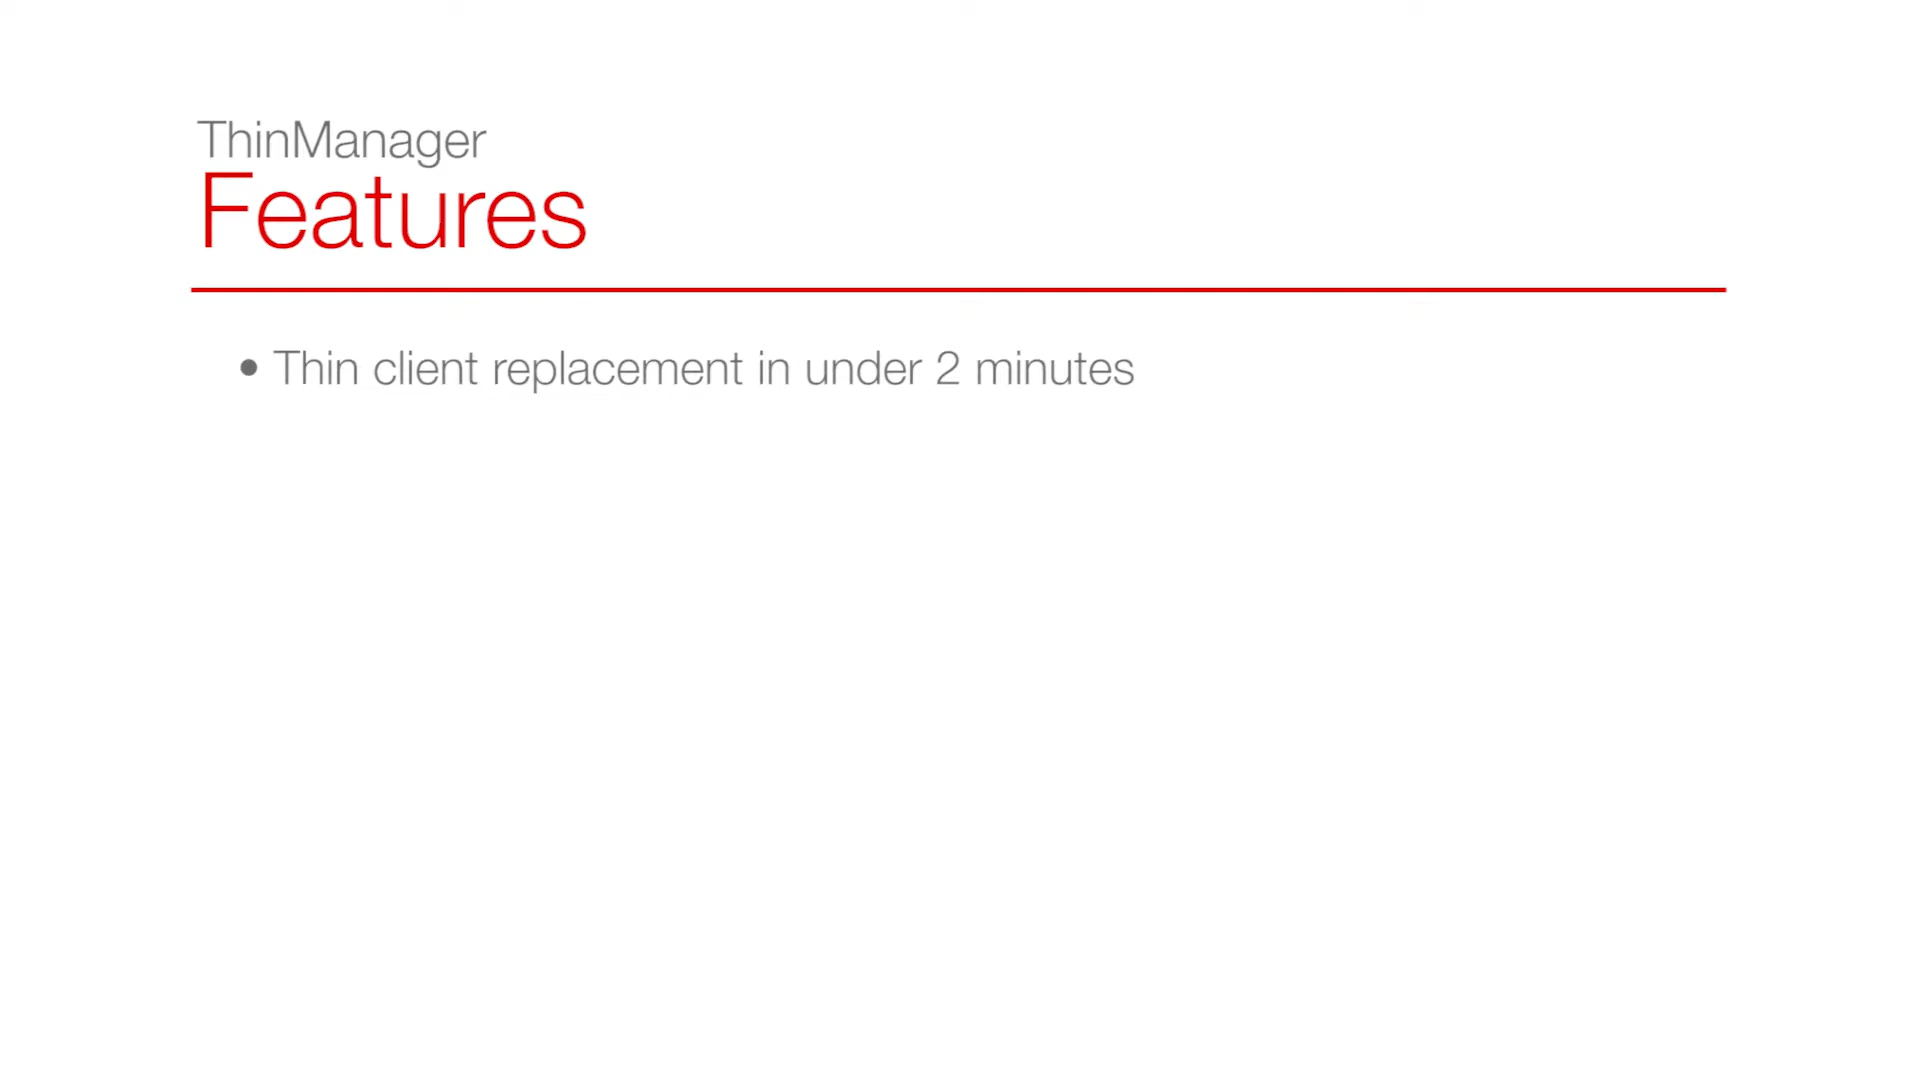 ThinManager
Features
• Thin client replacement in under 2 minutes